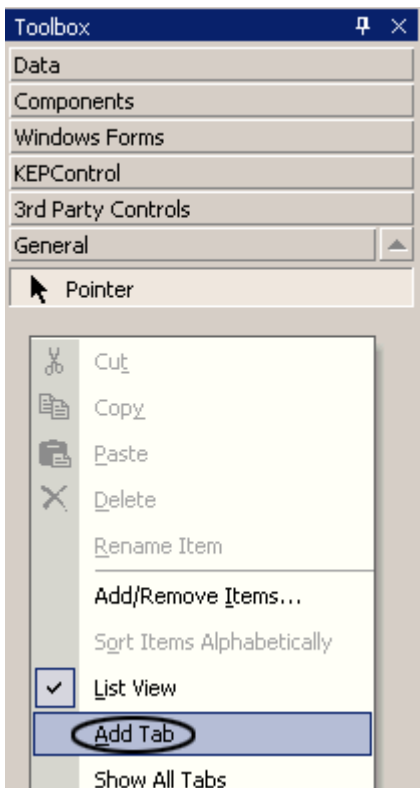 Toolbox
Data
Components
Windows Forms
KEPControl
3rd Party Controls
General
Pointer
Cut
Copy
Paste
Delete
Rename Item
Add/Remove Items...
Sort Items Alphabetically
List View
Add Tab
Show All Tabs